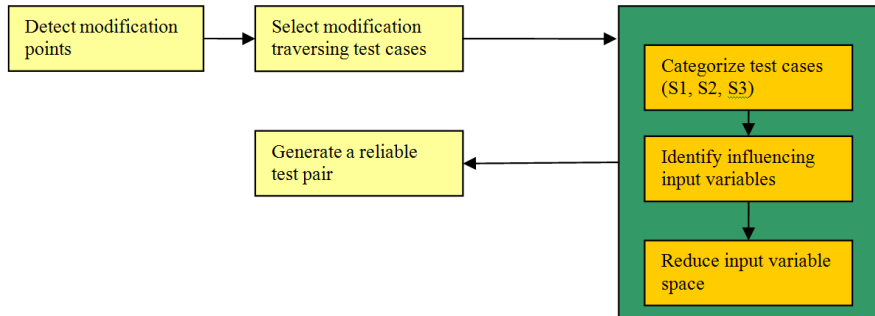 Detect modification
points
Select modification
traversing test cases
Categorize test cases
(S1, S2, S3)
Identify influencing
input variables
Reduce input variable
space
Generate a reliable
test pair